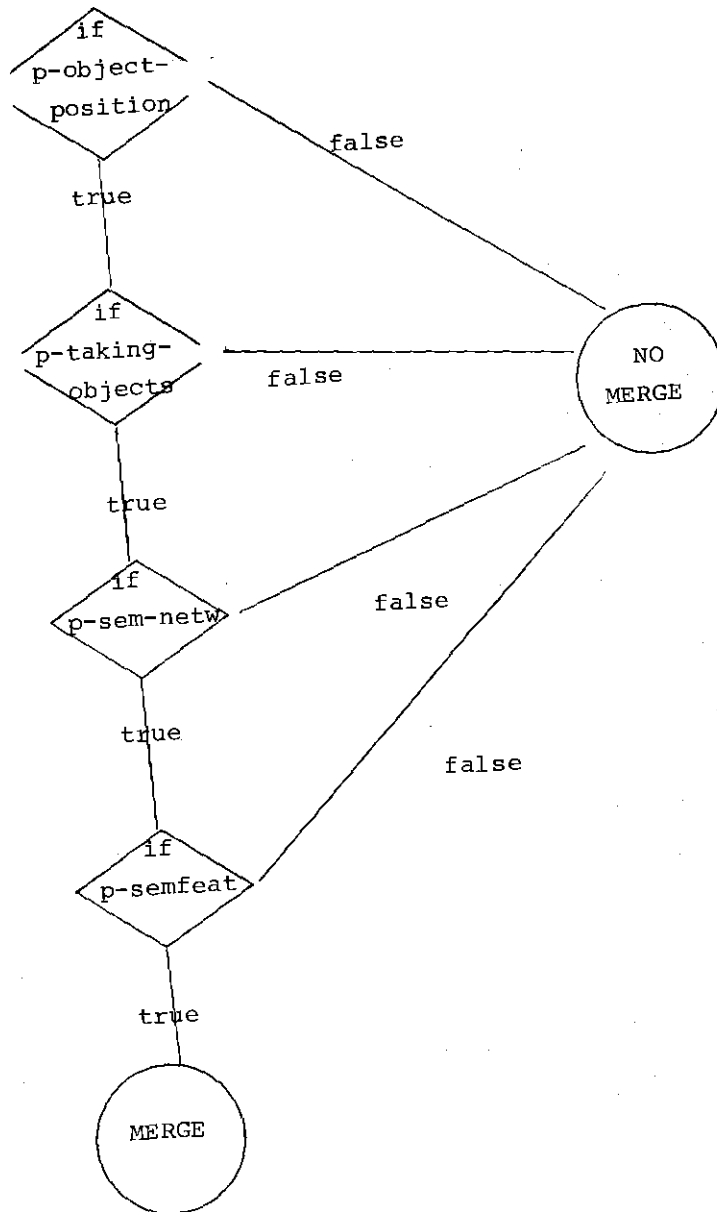 if
p-object-
position
false
true
if
p-taking-
objects
false
NO
MERGE
true
if
p-sem-netw
false
true
false
if
p-semfeat
true
MERGE